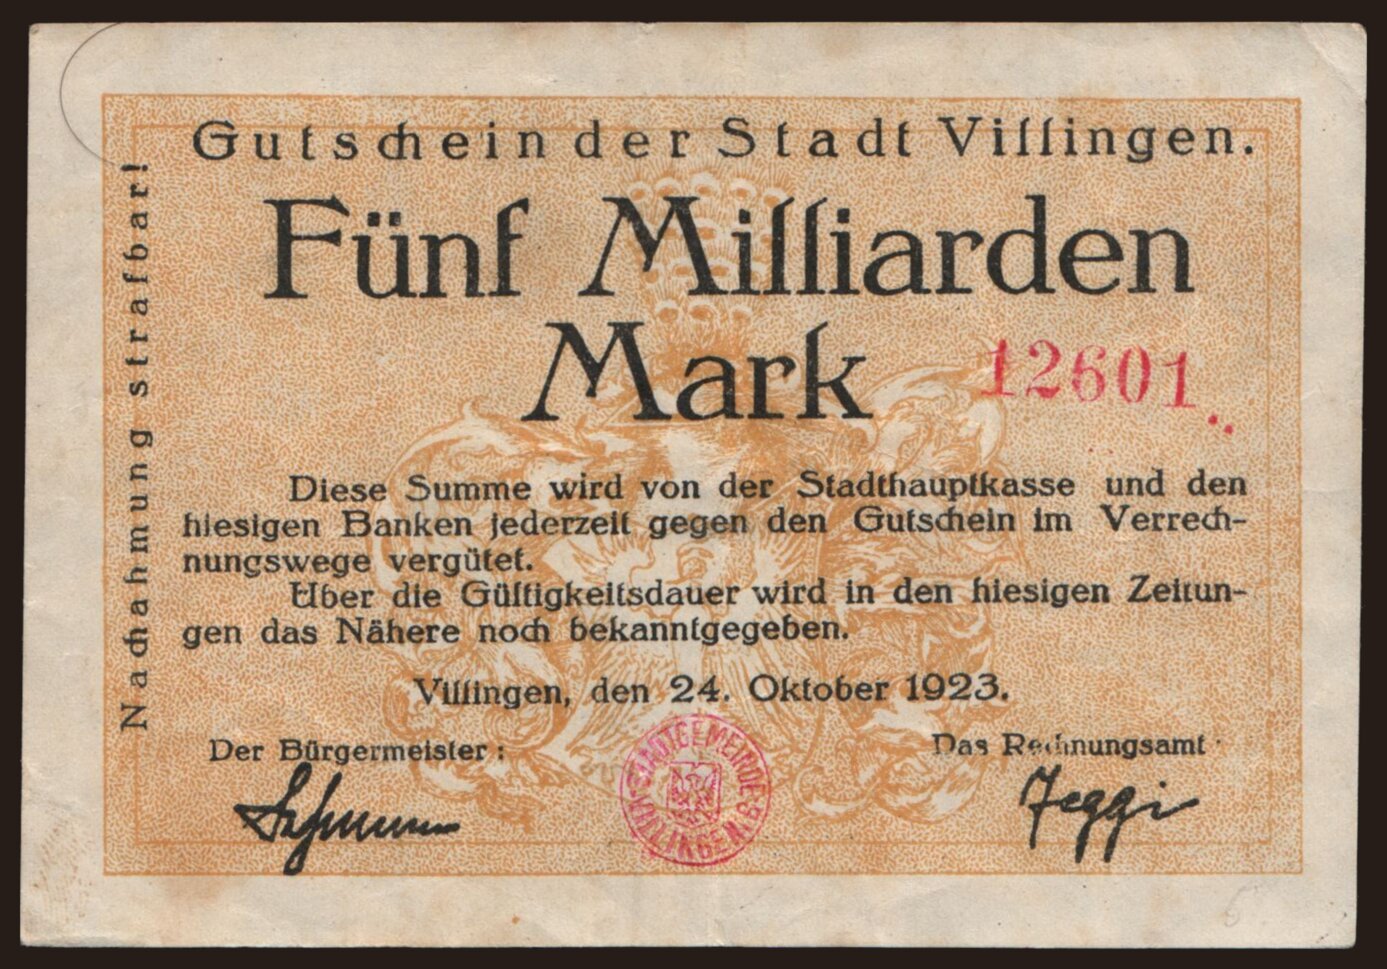 Gutschein der Stadt Villingen.
Fünf Milliarden
Mark
12601
Nachahmung strafbar!
Diese Summe wird von der Stadthauptkasse und den
hiesigen Banken jederzeit gegen den Gutschein im Verrech-
nungswege vergütet.
Über die Gültigkeitsdauer wird in den hiesigen Zeitun-
gen das Nähere noch bekanntgegeben.
Villingen, den 24. Oktober 1923.
Der Bürgermeister:
Das Rechnungsamt:
STADTGEMEINDE VILLINGEN